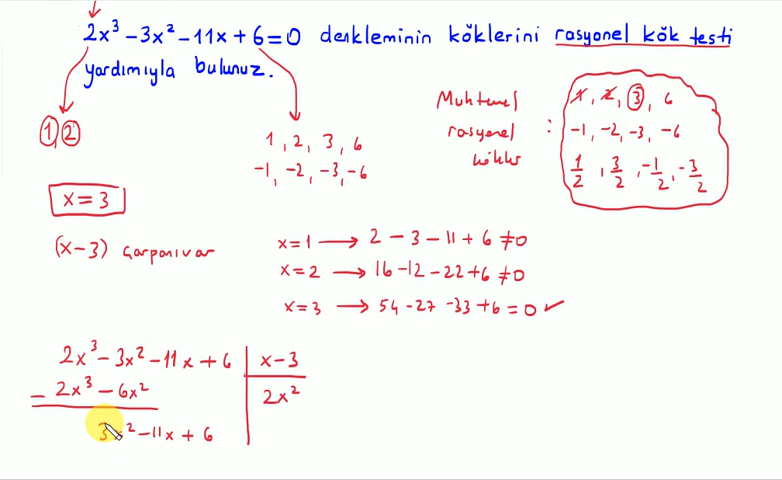 2x³ - 3x² - 11x + 6 = 0 denkleminin köklerini rasyonel kök testi
yardımıyla bulunuz.
1, 2
1, 2, 3, 6
-1, -2, -3, -6
Muhtemel
rasyonel
kökler
:
1, 2, 3, 6
-1, -2, -3, -6
1/2, 3/2, -1/2, -3/2
x = 3
(x-3) çarpanı var
x = 1 → 2 - 3 - 11 + 6 ≠ 0
x = 2 → 16 - 12 - 22 + 6 ≠ 0
x = 3 → 54 - 27 - 33 + 6 = 0 ✓
2x³ - 3x² - 11x + 6 | x - 3
- 2x³ - 6x² | 2x²
3x² - 11x + 6